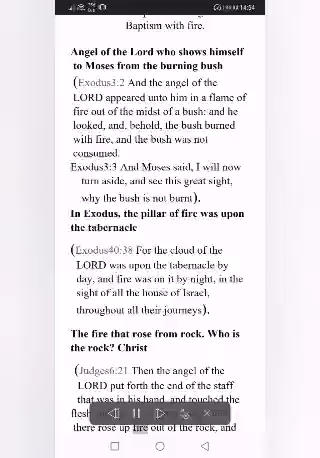 14:54
Baptism with fire.
Angel of the Lord who shows himself
to Moses from the burning bush
(Exodus3:2 And the angel of the
LORD appeared unto him in a flame of
fire out of the midst of a bush: and he
looked, and, behold, the bush burned
with fire, and the bush was not
consumed.
Exodus3:3 And Moses said, I will now
turn aside, and see this great sight,
why the bush is not burnt).
In Exodus, the pillar of fire was upon
the tabernacle
(Exodus40:38 For the cloud of the
LORD was upon the tabernacle by
day, and fire was on it by night, in the
sight of all the house of Israel,
throughout all their journeys).
The fire that rose from rock. Who is
the rock? Christ
(Judges6:21 Then the angel of the
LORD put forth the end of the staff
that was in his hand, and touched the
flesh
there rose up fire out of the rock, and